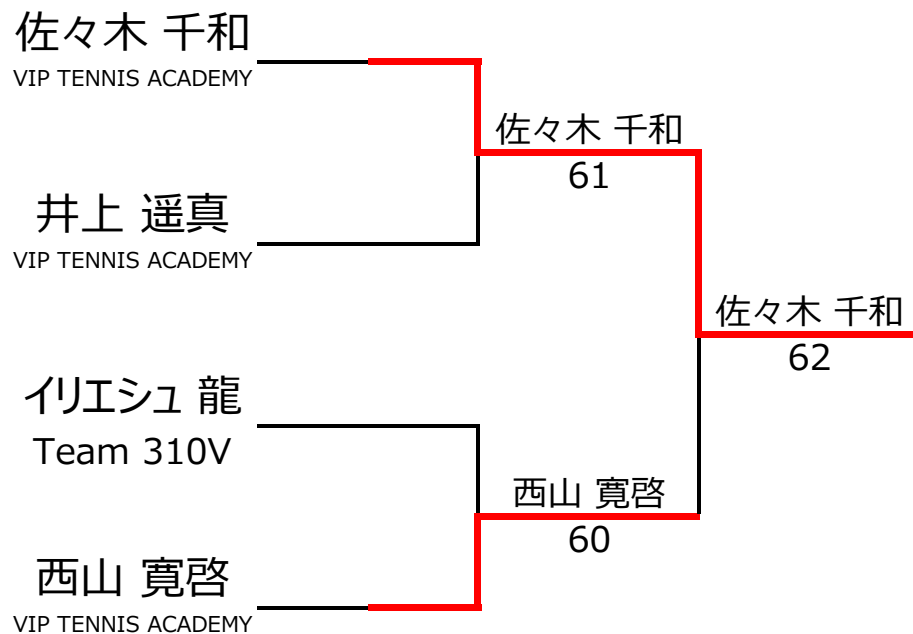 佐々木 千和
VIP TENNIS ACADEMY
佐々木 千和
61
井上 遥真
VIP TENNIS ACADEMY
佐々木 千和
62
イリエシュ 龍
Team 310V
西山 寛啓
60
西山 寛啓
VIP TENNIS ACADEMY